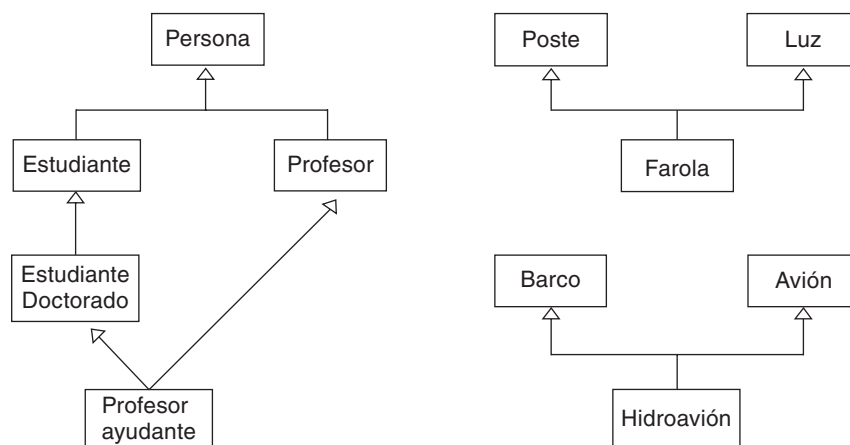 Persona
Estudiante
Profesor
Estudiante
Doctorado
Profesor
ayudante
Poste
Luz
Farola
Barco
Avión
Hidroavión